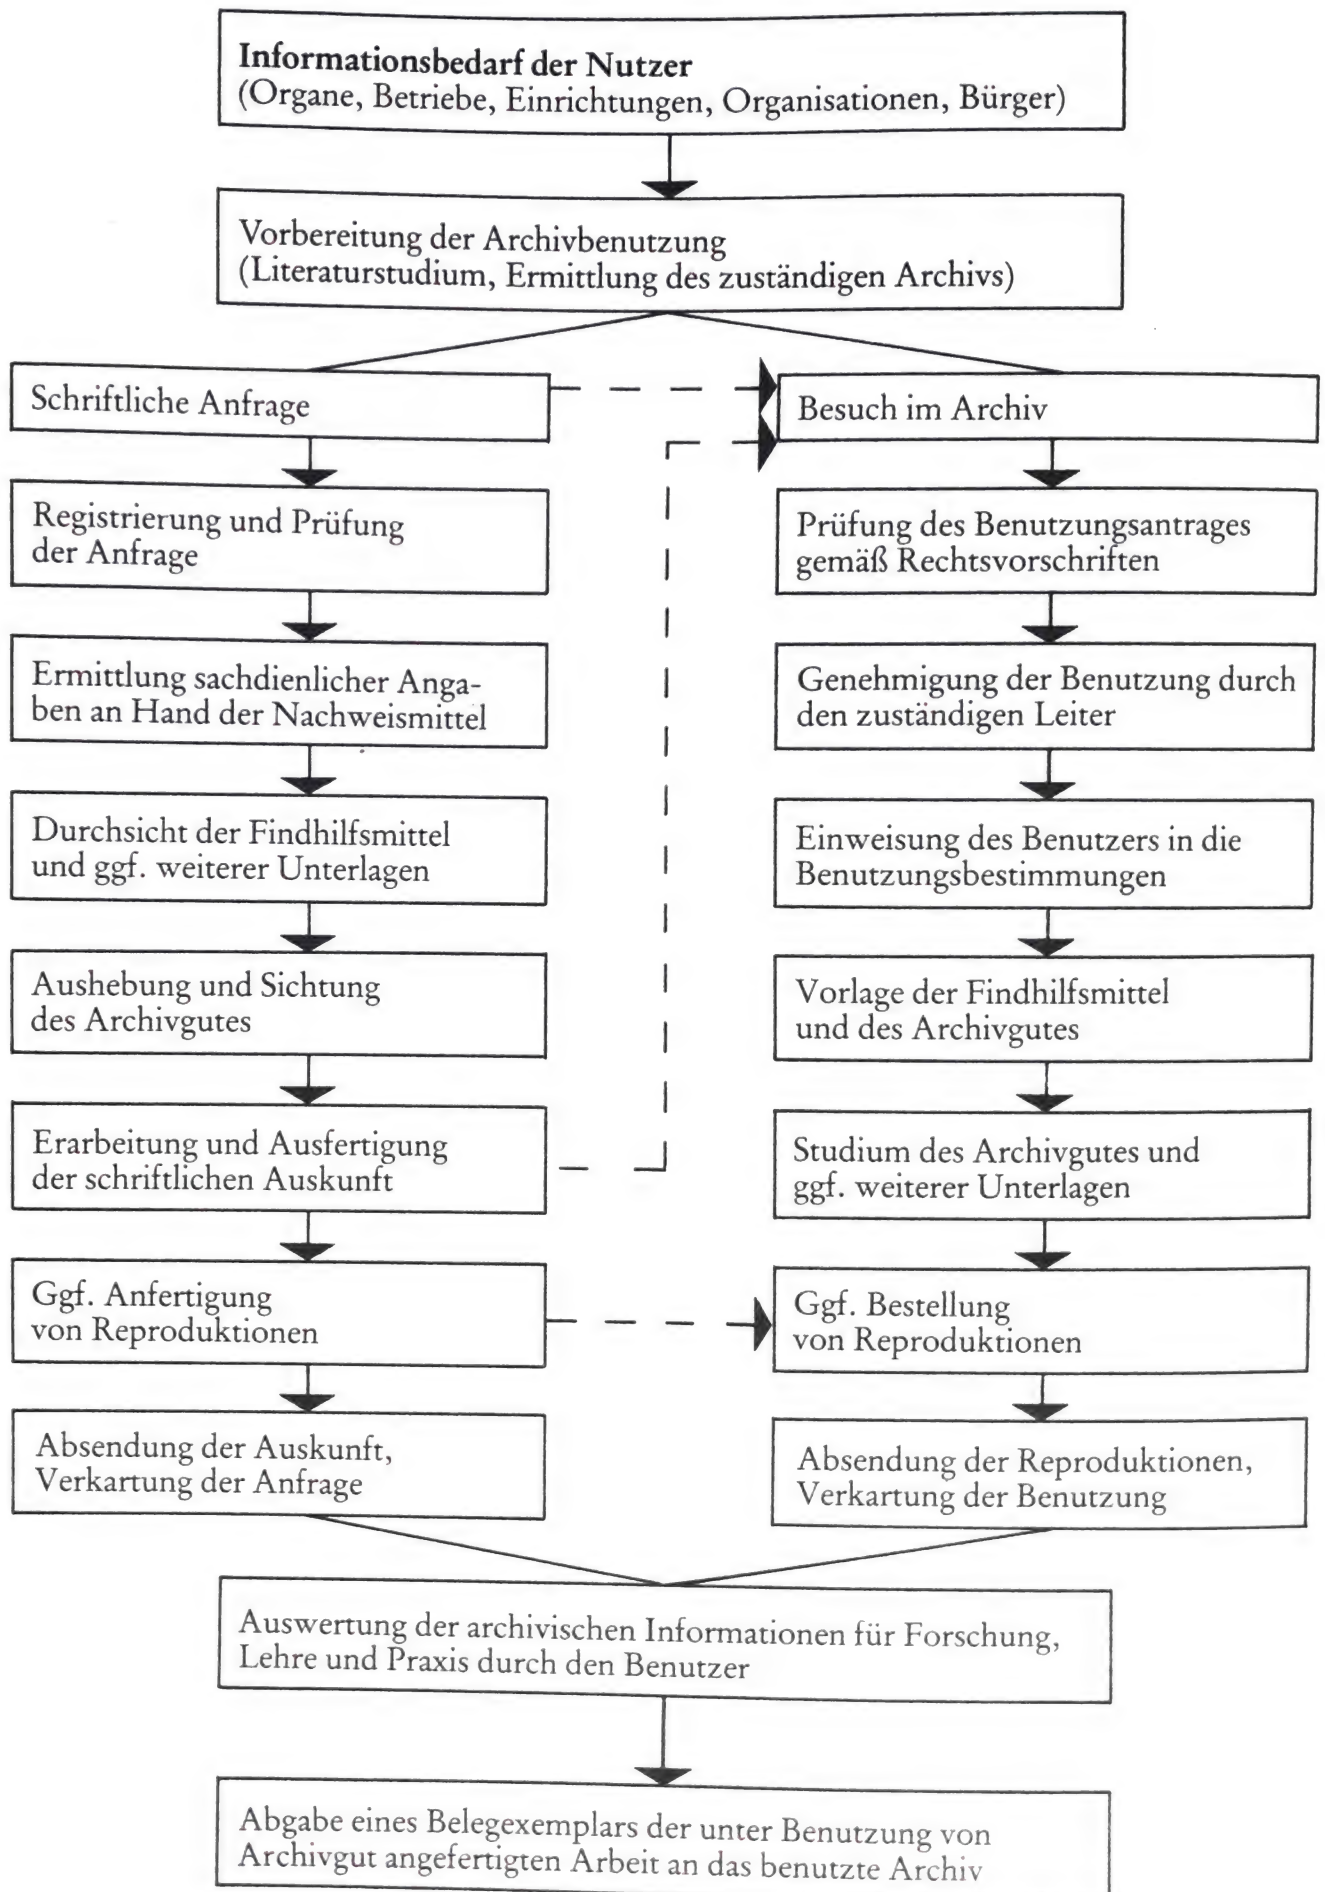 Informationsbedarf der Nutzer
(Organe, Betriebe, Einrichtungen, Organisationen, Bürger)
Vorbereitung der Archivbenutzung
(Literaturstudium, Ermittlung des zuständigen Archivs)
Schriftliche Anfrage
Registrierung und Prüfung
der Anfrage
Ermittlung sachdienlicher Anga-
ben an Hand der Nachweismittel
Durchsicht der Findhilfsmittel
und ggf. weiterer Unterlagen
Aushebung und Sichtung
des Archivgutes
Erarbeitung und Ausfertigung
der schriftlichen Auskunft
Ggf. Anfertigung
von Reproduktionen
Absendung der Auskunft,
Verkartung der Anfrage
Besuch im Archiv
Prüfung des Benutzungsantrages
gemäß Rechtsvorschriften
Genehmigung der Benutzung durch
den zuständigen Leiter
Einweisung des Benutzers in die
Benutzungsbestimmungen
Vorlage der Findhilfsmittel
und des Archivgutes
Studium des Archivgutes und
ggf. weiterer Unterlagen
Ggf. Bestellung
von Reproduktionen
Absendung der Reproduktionen,
Verkartung der Benutzung
Auswertung der archivischen Informationen für Forschung,
Lehre und Praxis durch den Benutzer
Abgabe eines Belegexemplars der unter Benutzung von
Archivgut angefertigten Arbeit an das benutzte Archiv